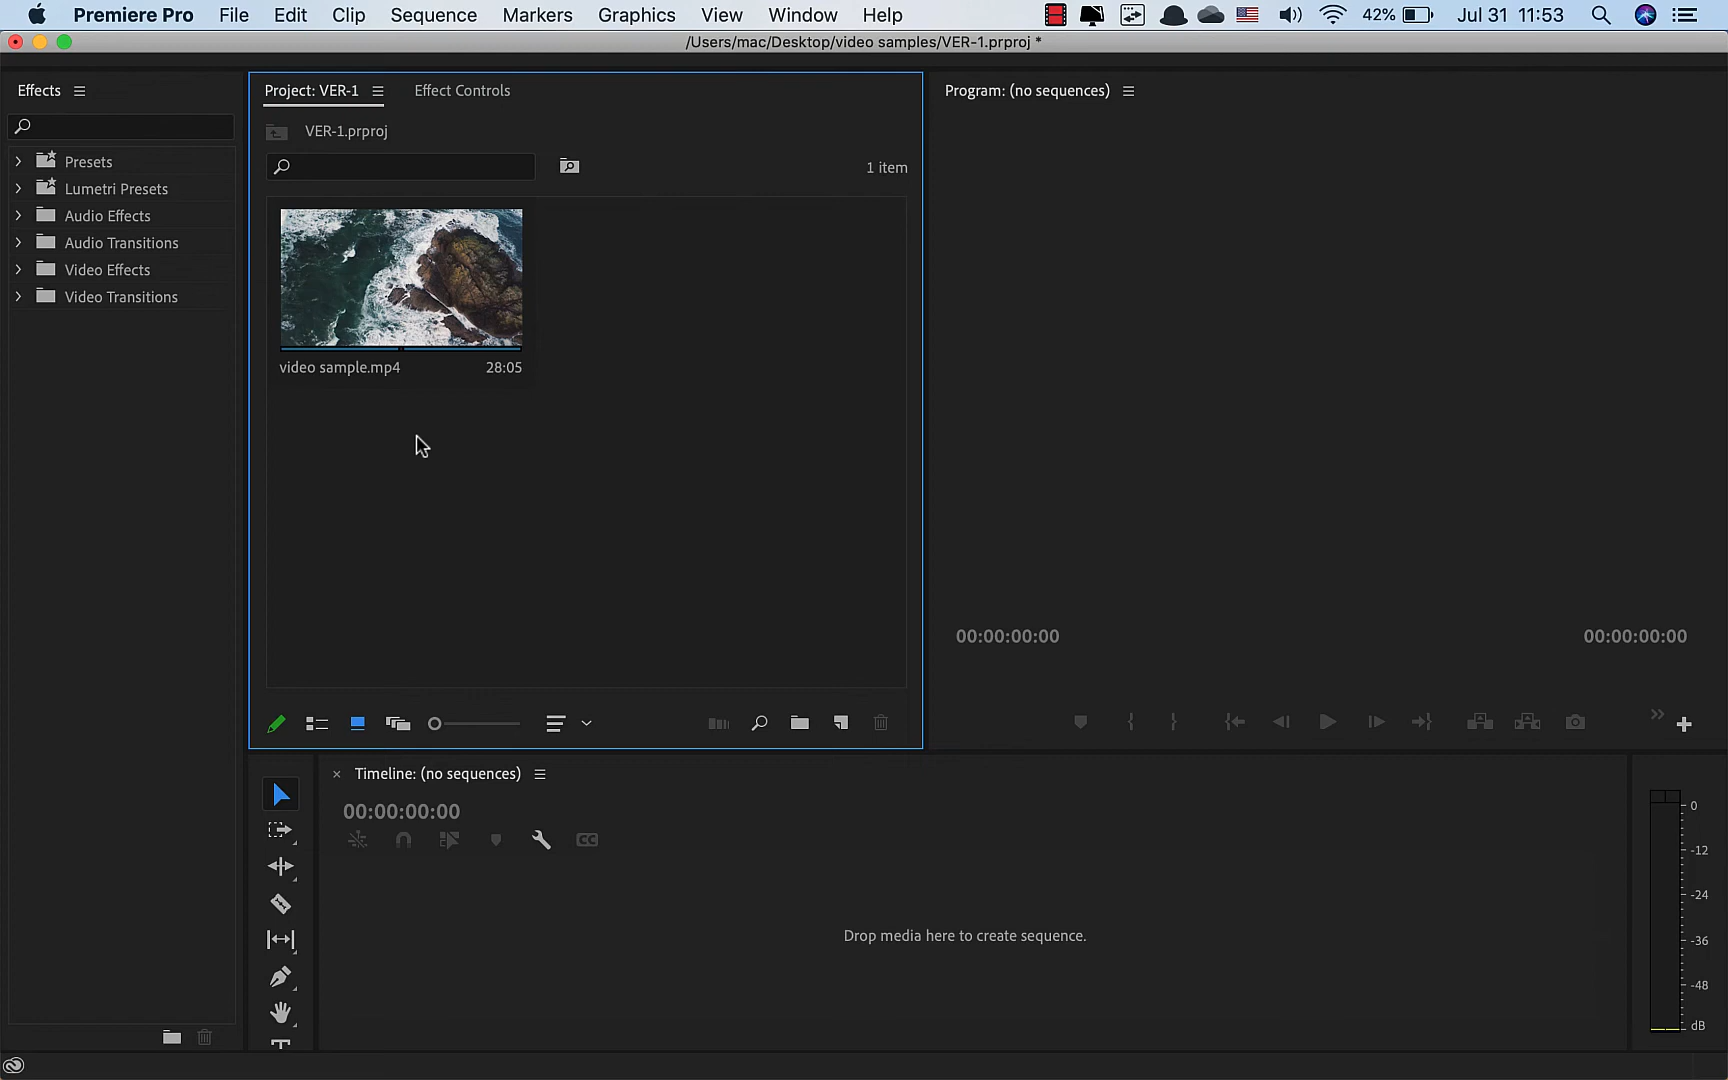 Premiere Pro File Edit Clip Sequence Markers Graphics View Window Help 42% Jul 31 11:53
/Users/mac/Desktop/video samples/VER-1.prproj *
Effects
Presets
Lumetri Presets
Audio Effects
Audio Transitions
Video Effects
Video Transitions
Project: VER-1 Effect Controls
VER-1.prproj
1 item
video sample.mp4 28:05
Program: (no sequences)
00:00:00:00 00:00:00:00
Timeline: (no sequences)
00:00:00:00
CC
Drop media here to create sequence.
0
-12
-24
-36
-48
dB